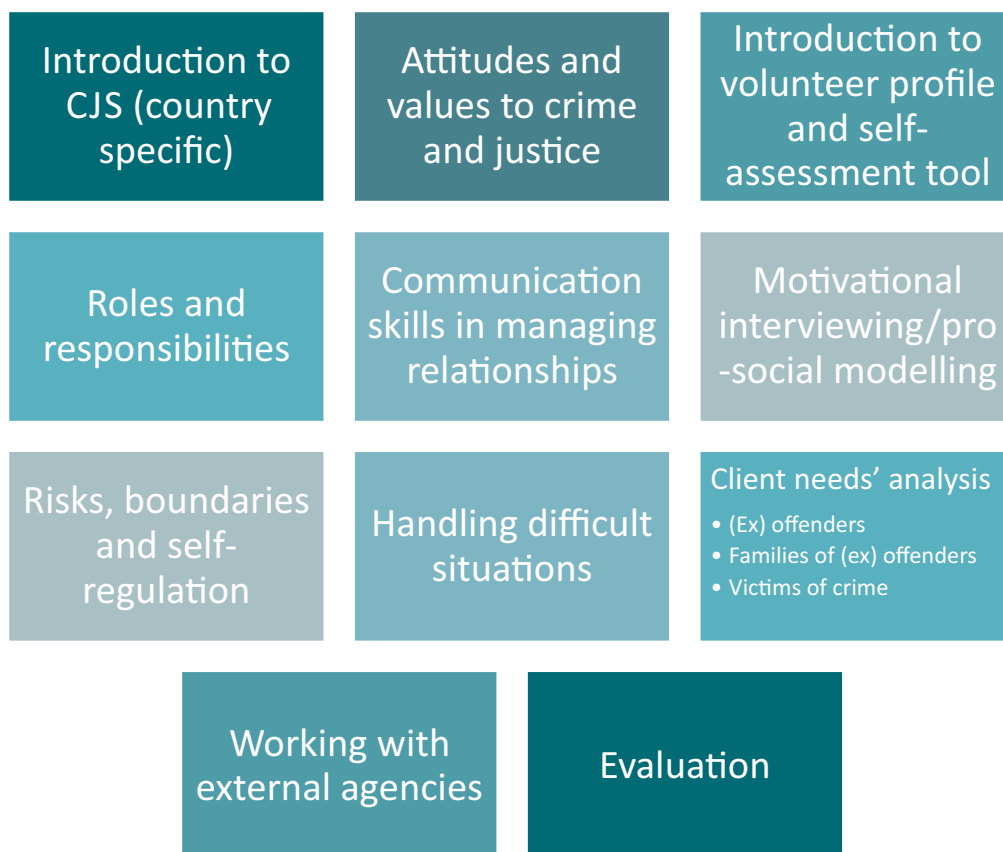 Introduction to
CJS (country
specific)
Attitudes and
values to crime
and justice
Introduction to
volunteer profile
and self-
assessment tool
Roles and
responsibilities
Communication
skills in managing
relationships
Motivational
interviewing/pro
-social modelling
Risks, boundaries
and self-
regulation
Handling difficult
situations
Client needs’ analysis
• (Ex) offenders
• Families of (ex) offenders
• Victims of crime
Working with
external agencies
Evaluation